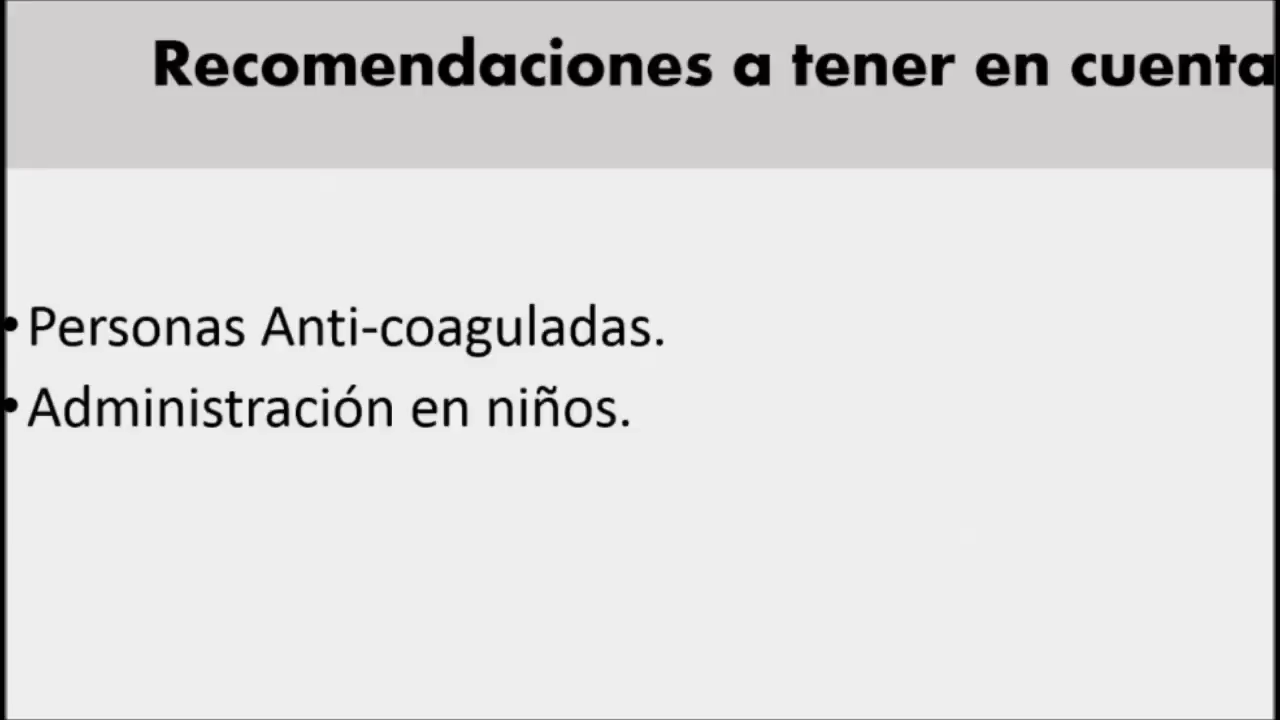 Recomendaciones a tener en cuenta
•Personas Anti-coaguladas.
•Administración en niños.